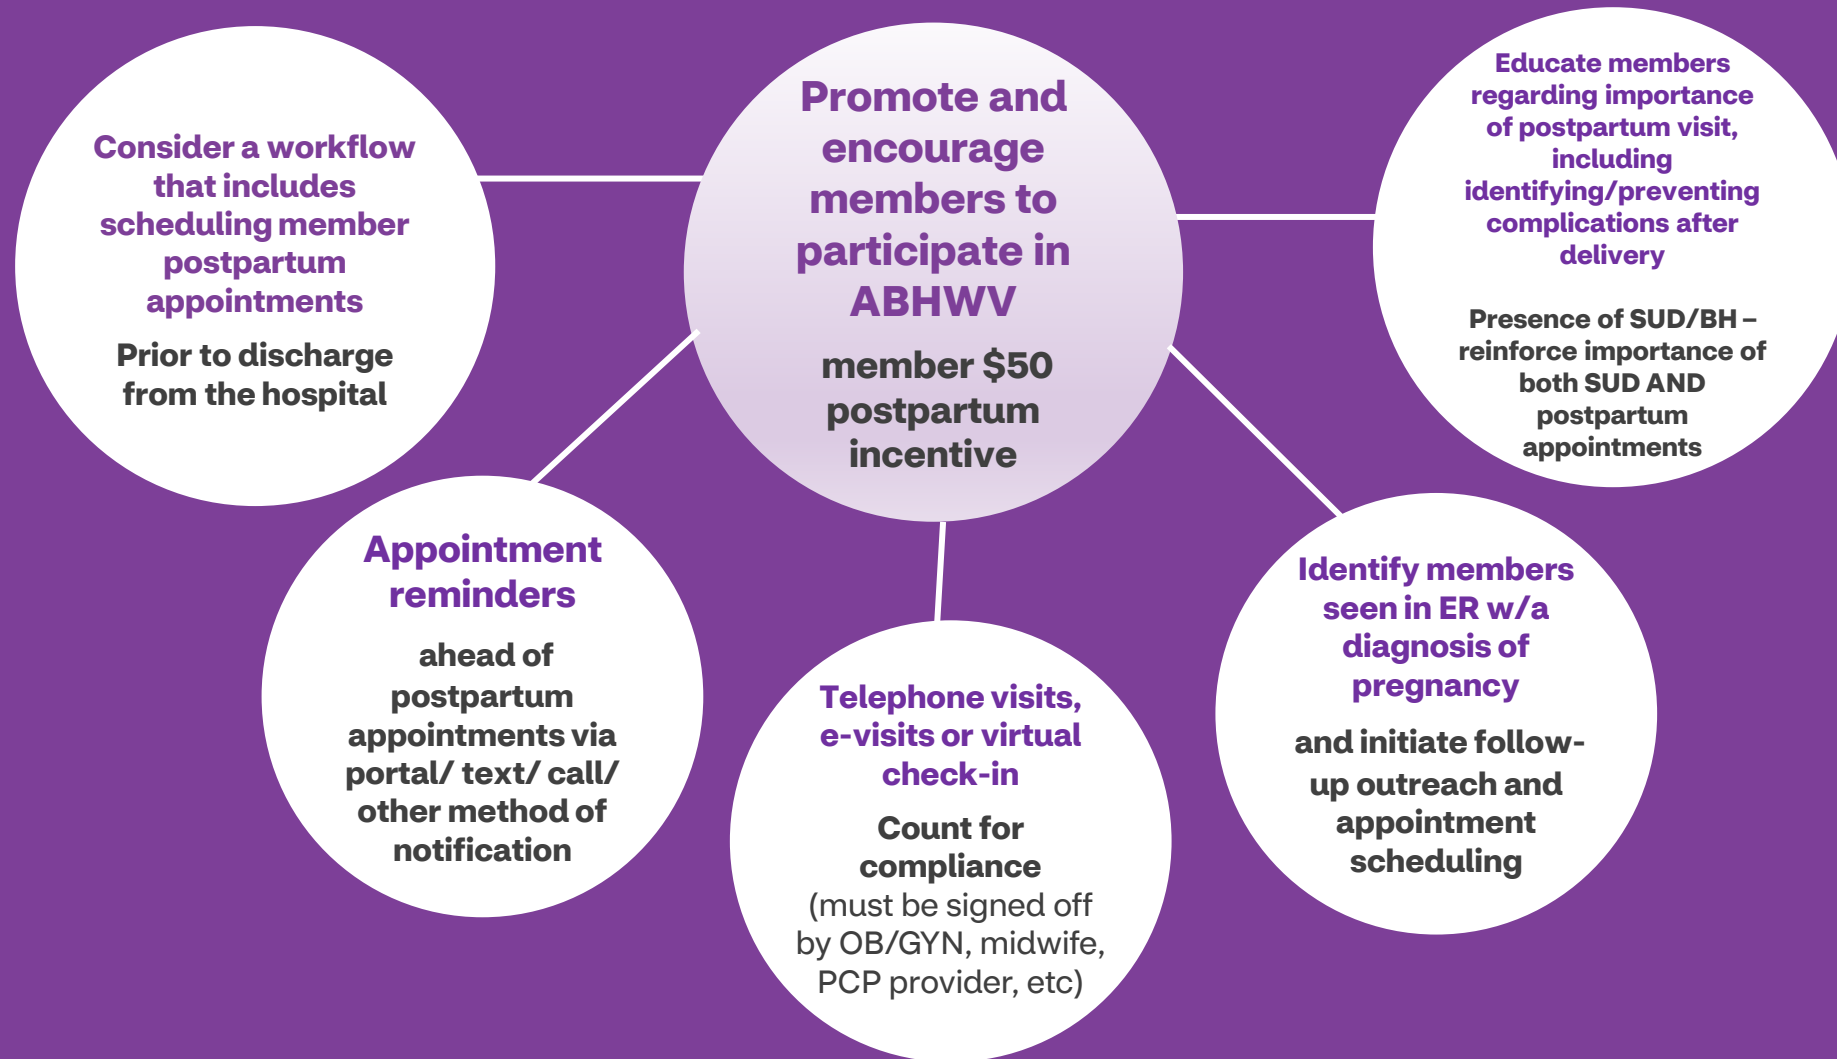 Consider a workflow
that includes
scheduling member
postpartum
appointments
Prior to discharge
from the hospital
Promote and
encourage
members to
participate in
ABHWV
member $50
postpartum
incentive
Educate members
regarding importance
of postpartum visit,
including
identifying/preventing
complications after
delivery
Presence of SUD/BH –
reinforce importance of
both SUD AND
postpartum
appointments
Appointment
reminders
ahead of
postpartum
appointments via
portal/ text/ call/
other method of
notification
Telephone visits,
e-visits or virtual
check-in
Count for
compliance
(must be signed off
by OB/GYN, midwife,
PCP provider, etc)
Identify members
seen in ER w/a
diagnosis of
pregnancy
and initiate follow-
up outreach and
appointment
scheduling